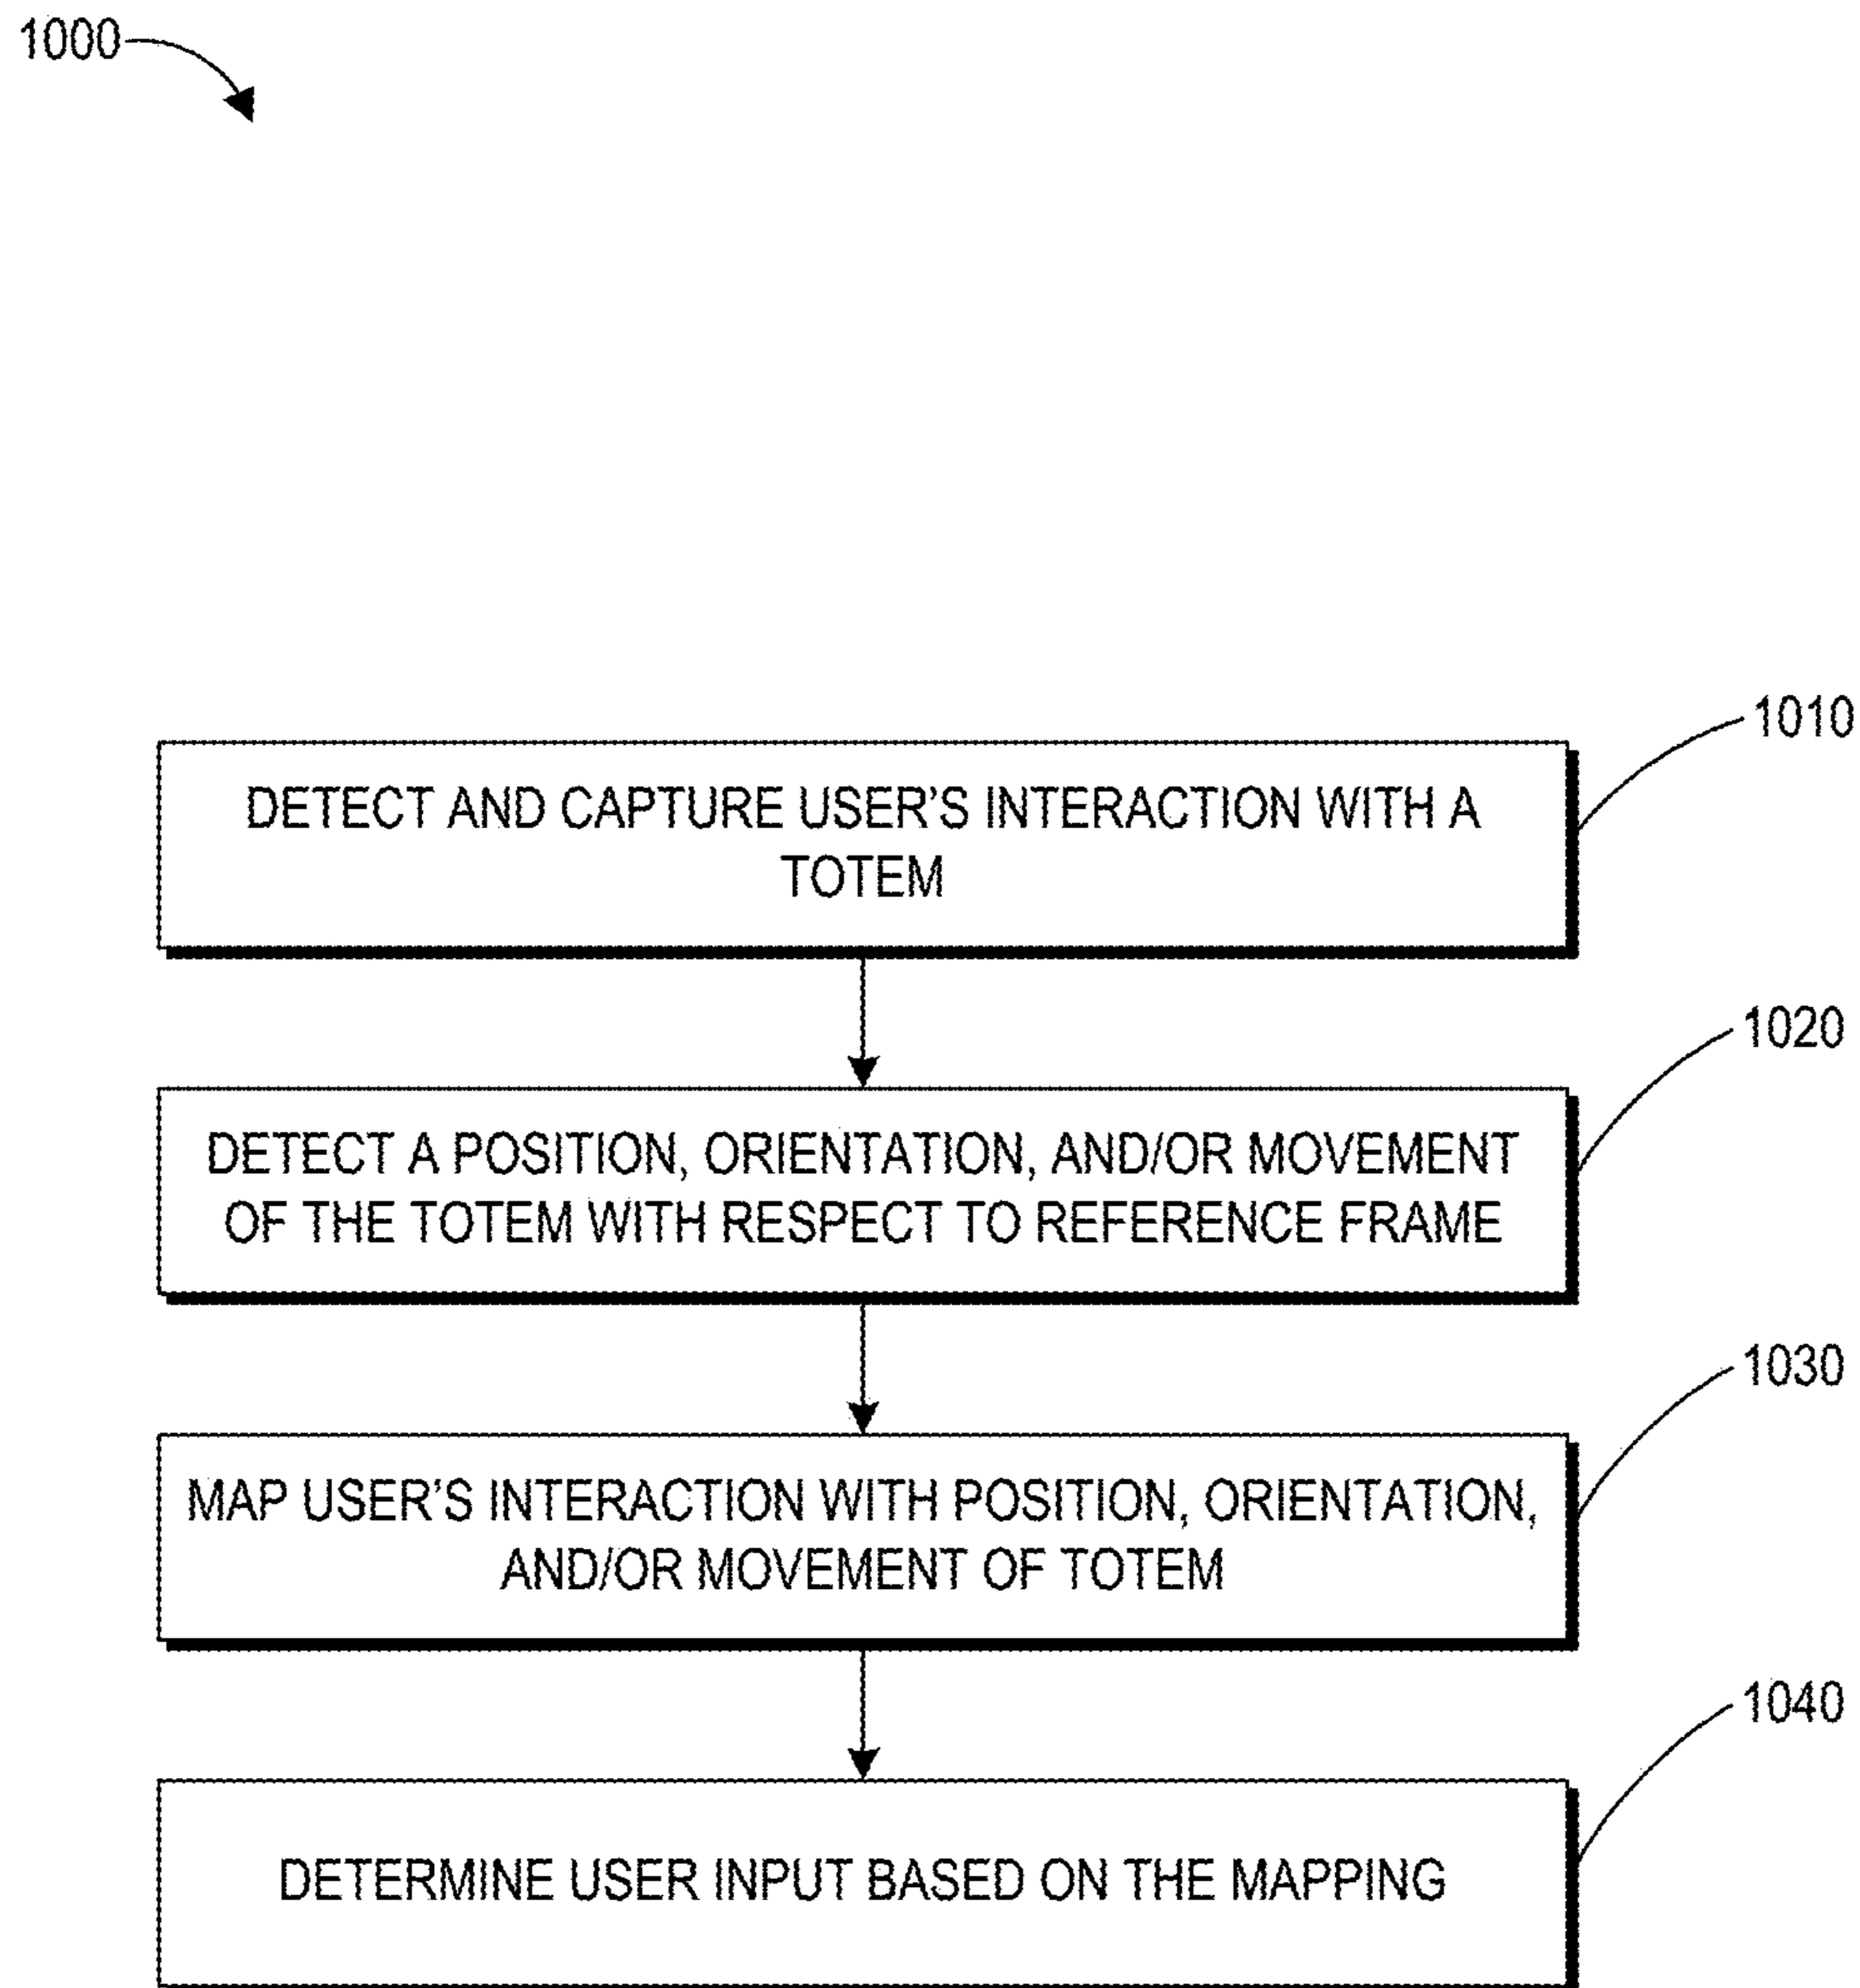 1000
1010
DETECT AND CAPTURE USER'S INTERACTION WITH A
TOTEM
1020
DETECT A POSITION, ORIENTATION, AND/OR MOVEMENT
OF THE TOTEM WITH RESPECT TO REFERENCE FRAME
1030
MAP USER'S INTERACTION WITH POSITION, ORIENTATION,
AND/OR MOVEMENT OF TOTEM
1040
DETERMINE USER INPUT BASED ON THE MAPPING